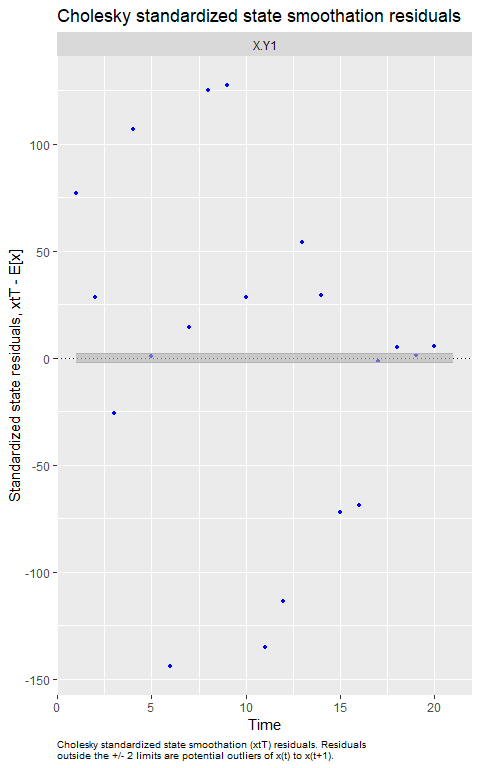 Cholesky standardized state smoothation residuals
X.Y1
Standardized state residuals, xtT - E[x]
100
50
0
-50
-100
-150
0 5 10 15 20
Time
Cholesky standardized state smoothation (xtT) residuals. Residuals
outside the +/- 2 limits are potential outliers of x(t) to x(t+1).